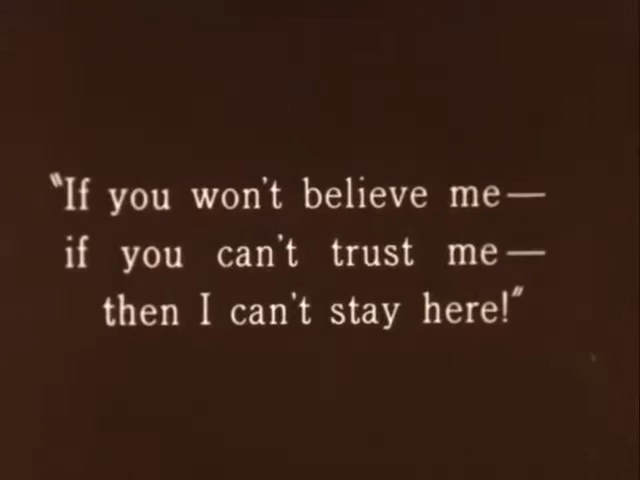 "If you won't believe me—
if you can't trust me—
then I can't stay here!"